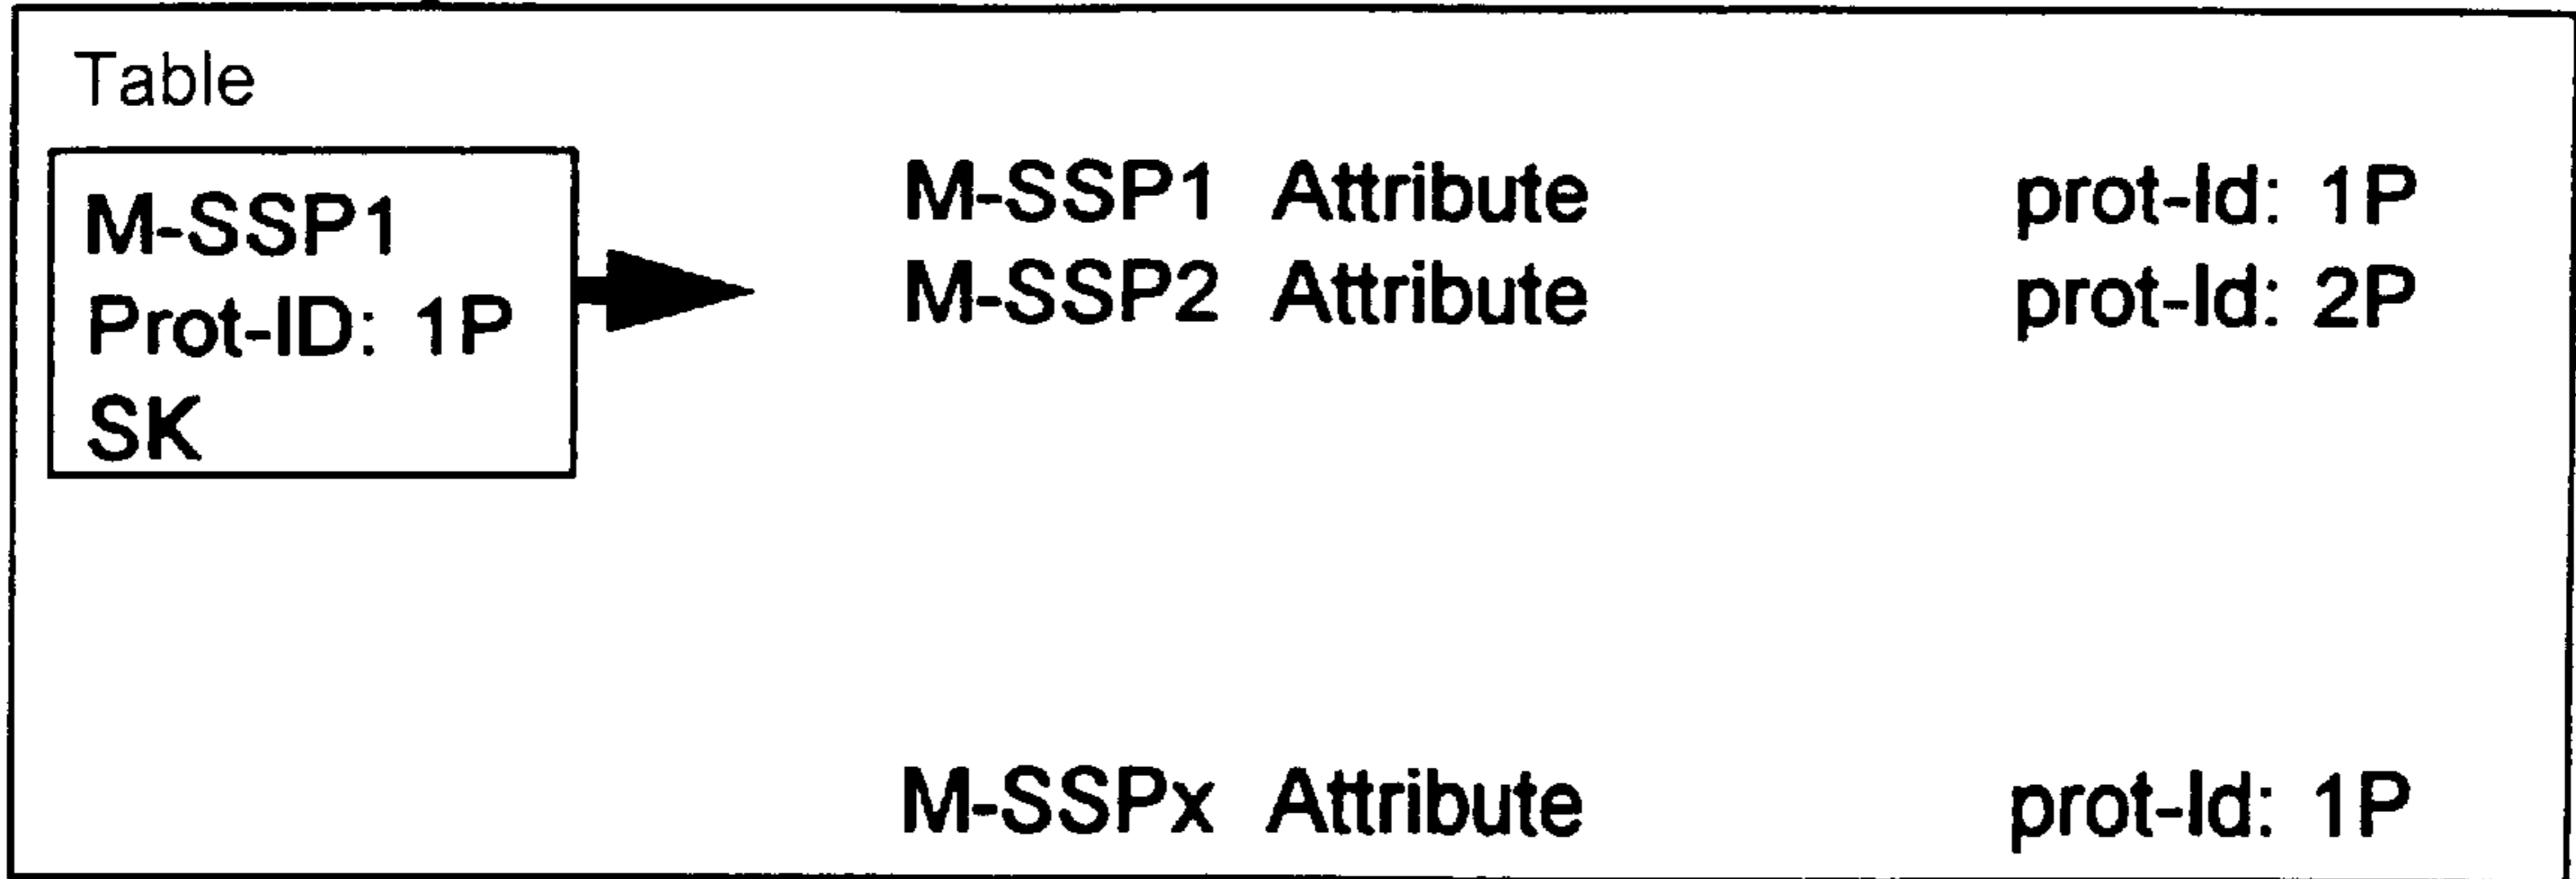 Table
M-SSP1
Prot-ID: 1P
SK
M-SSP1 Attribute prot-Id: 1P
M-SSP2 Attribute prot-Id: 2P
M-SSPx Attribute prot-Id: 1P